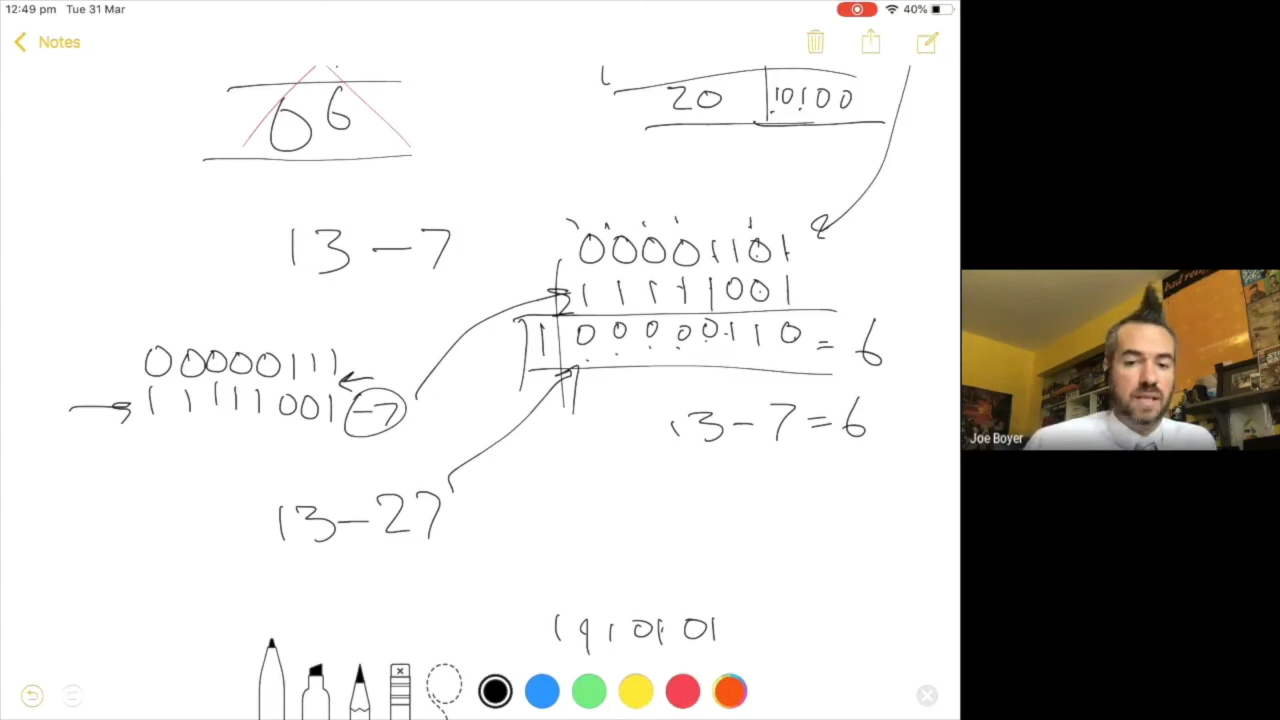 12:49 pm Tue 31 Mar
40%
Notes
06
20 10100
13-7
00001101
11111001
1 00000110 = 6
00000111
11111001 -7
13-7=6
13-27
1110101
Joe Boyer